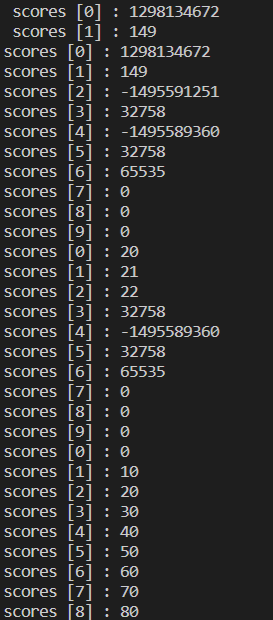 scores [0] : 1298134672
scores [1] : 149
scores [0] : 1298134672
scores [1] : 149
scores [2] : -1495591251
scores [3] : 32758
scores [4] : -1495589360
scores [5] : 32758
scores [6] : 65535
scores [7] : 0
scores [8] : 0
scores [9] : 0
scores [0] : 20
scores [1] : 21
scores [2] : 22
scores [3] : 32758
scores [4] : -1495589360
scores [5] : 32758
scores [6] : 65535
scores [7] : 0
scores [8] : 0
scores [9] : 0
scores [0] : 0
scores [1] : 10
scores [2] : 20
scores [3] : 30
scores [4] : 40
scores [5] : 50
scores [6] : 60
scores [7] : 70
scores [8] : 80